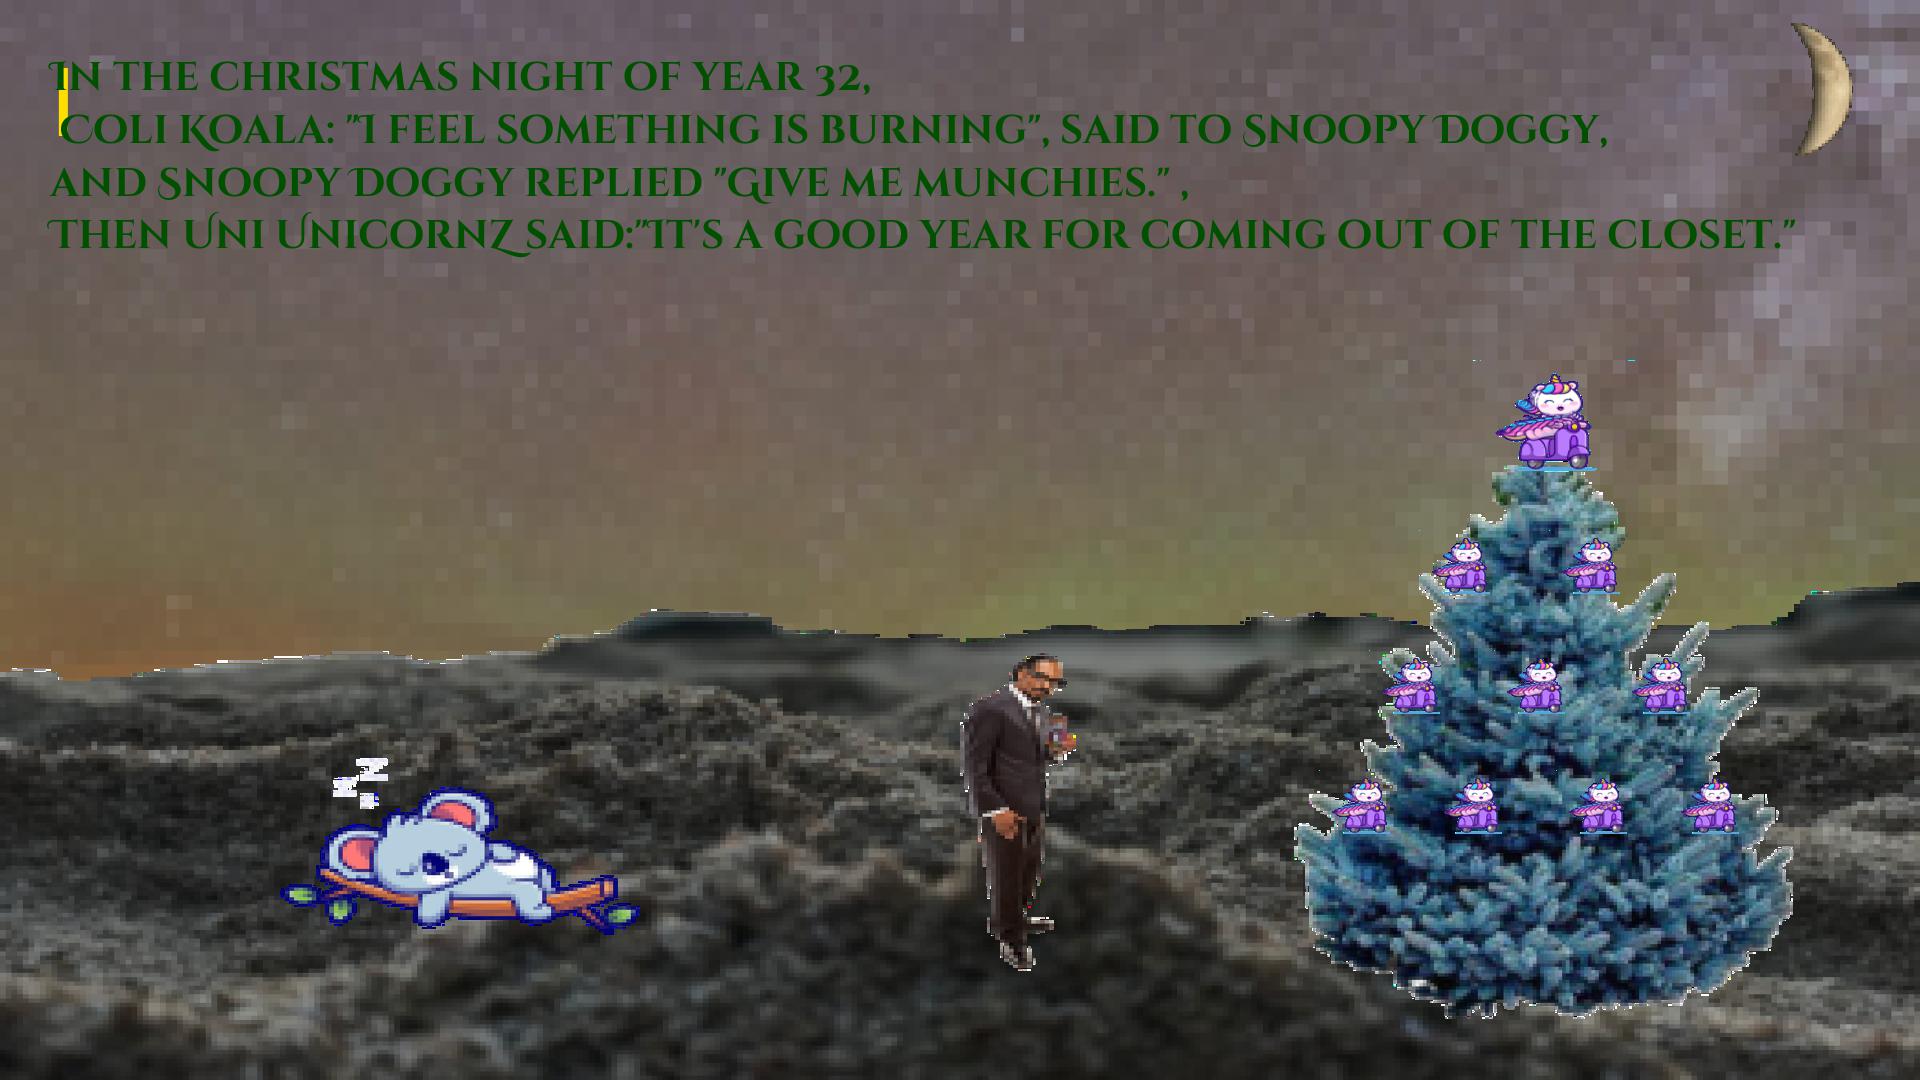 In the Christmas night of year 32,
Coli Koala: "I feel something is burning", said to Snoopy Doggy,
and Snoopy Doggy replied "Give me munchies." ,
Then Uni Unicornz said:"It's a good year for coming out of the closet."
z z z